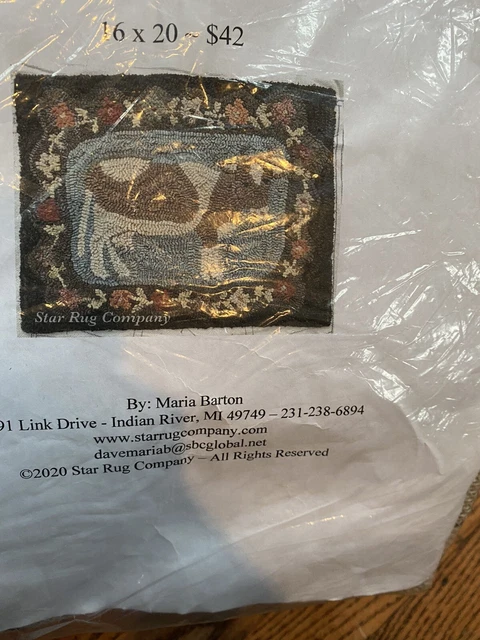 16 x 20 ~ $42
Star Rug Company
By: Maria Barton
91 Link Drive - Indian River, MI 49749 – 231-238-6894
www.starrugcompany.com
davemariab@sbcglobal.net
©2020 Star Rug Company – All Rights Reserved